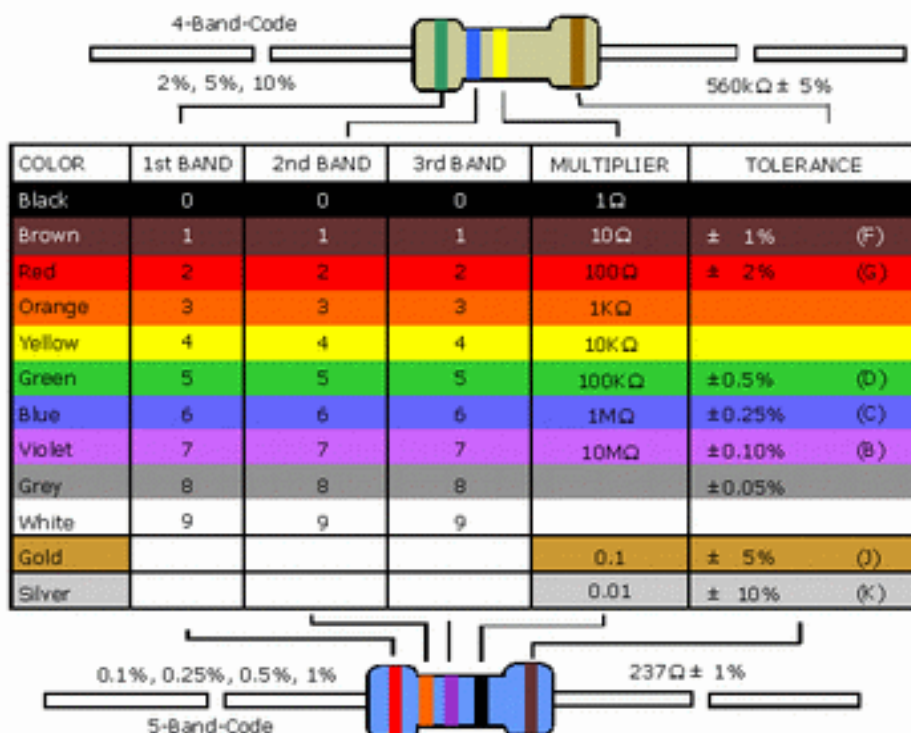 4-Band-Code
2%, 5%, 10%
560kΩ ± 5%
COLOR 1st BAND 2nd BAND 3rd BAND MULTIPLIER TOLERANCE
Black 0 0 0 1Ω
Brown 1 1 1 10Ω ± 1% (F)
Red 2 2 2 100Ω ± 2% (G)
Orange 3 3 3 1KΩ
Yellow 4 4 4 10KΩ
Green 5 5 5 100KΩ ±0.5% (D)
Blue 6 6 6 1MΩ ±0.25% (C)
Violet 7 7 7 10MΩ ±0.10% (B)
Grey 8 8 8 ±0.05%
White 9 9 9
Gold 0.1 ± 5% (J)
Silver 0.01 ± 10% (K)
0.1%, 0.25%, 0.5%, 1%
237Ω ± 1%
5-Band-Code